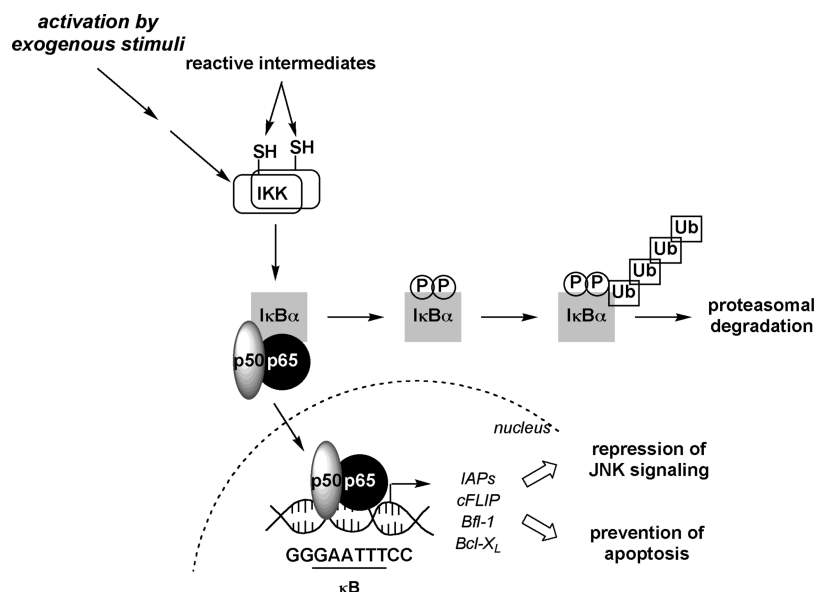 activation by
exogenous stimuli
reactive intermediates
SH
SH
IKK
P P
P P
Ub
Ub
Ub
Ub
IκBα
IκBα
IκBα
proteasomal
degradation
p50 p65
nucleus
repression of
JNK signaling
p50 p65
IAPs
cFLIP
Bfl-1
Bcl-XL
prevention of
apoptosis
GGGAATTTCC
κB